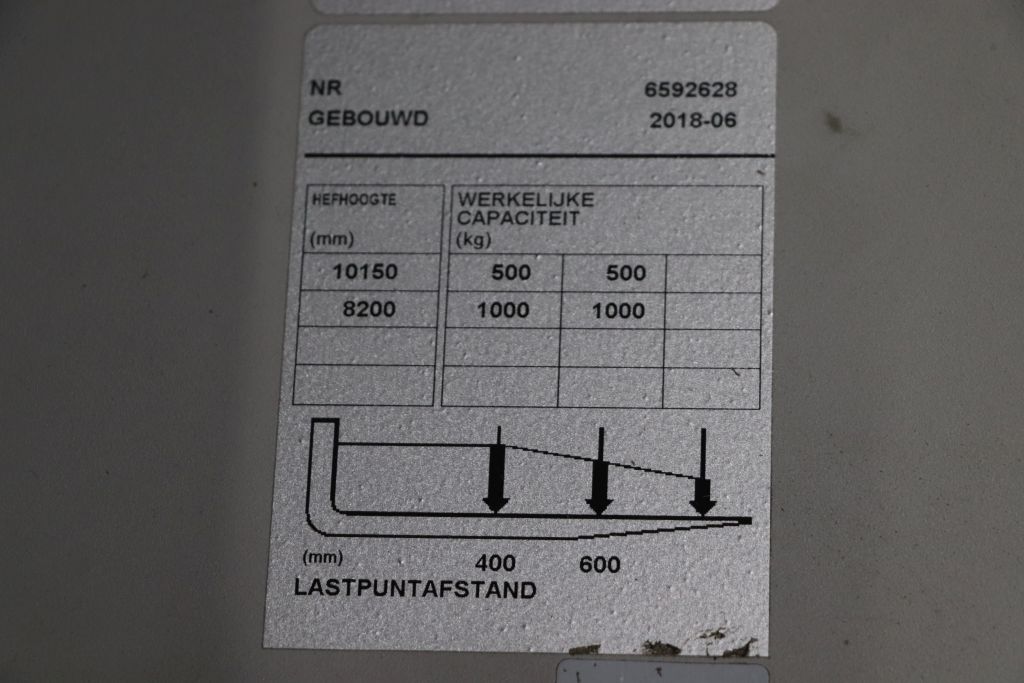 NR 6592628
GEBOUWD 2018-06
HEFHOOGTE WERKELIJKE
CAPACITEIT
(mm) (kg)
10150 500 500
8200 1000 1000
(mm) 400 600
LASTPUNTAFSTAND